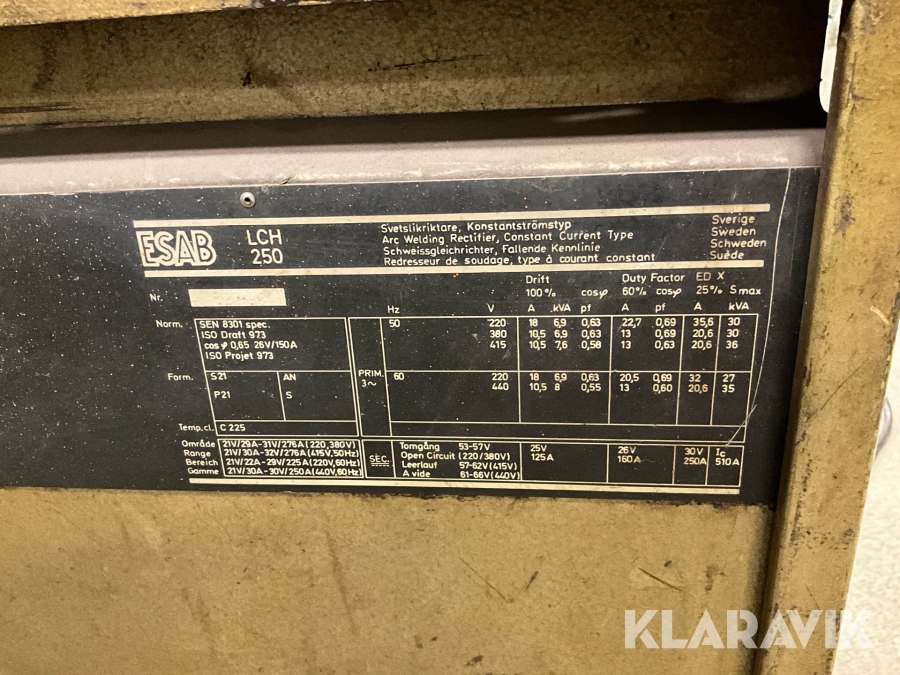 ESAB LCH 250
Svetslikriktare, Konstantströmstyp Sverige
Arc Welding Rectifier, Constant Current Type Sweden
Schweissgleichrichter, Fallende Kennlinie Schweden
Redresseur de soudage, type à courant constant Suède
Drift Duty Factor ED X
100% cosφ 60% cosφ 25% S max
Nr. Hz V A kVA pf A pf A kVA
Norm. SEN 8301 spec. 50 220 18 6,9 0,63 22,7 0,69 35,6 30
ISO Draft 973 380 10,5 6,9 0,63 13 0,69 20,6 30
cosφ 0,65 26V/150A 415 10,5 7,6 0,58 13 0,63 20,6 36
ISO Projet 973
PRIM. 3~
Form. S21 AN 60 220 18 6,9 0,63 20,5 0,69 32 27
440 10,5 8 0,55 13 0,60 20,6 35
P21 S
Temp.cl. C 225
Område 21V/29A-31V/276A (220,380V) Tomgång 53-57V 25V 26V 30V Ic
Range 21V/30A-32V/276A (415V,50Hz) SEC. Open Circuit (220/380V) 125A 160A 250A 510A
Bereich 21V/22A-29V/225A (220V,60Hz) Leerlauf 57-62V(415V)
Gamme 21V/30A-30V/250A (440V,60Hz) A vide 61-66V(440V)
KLARAVIK